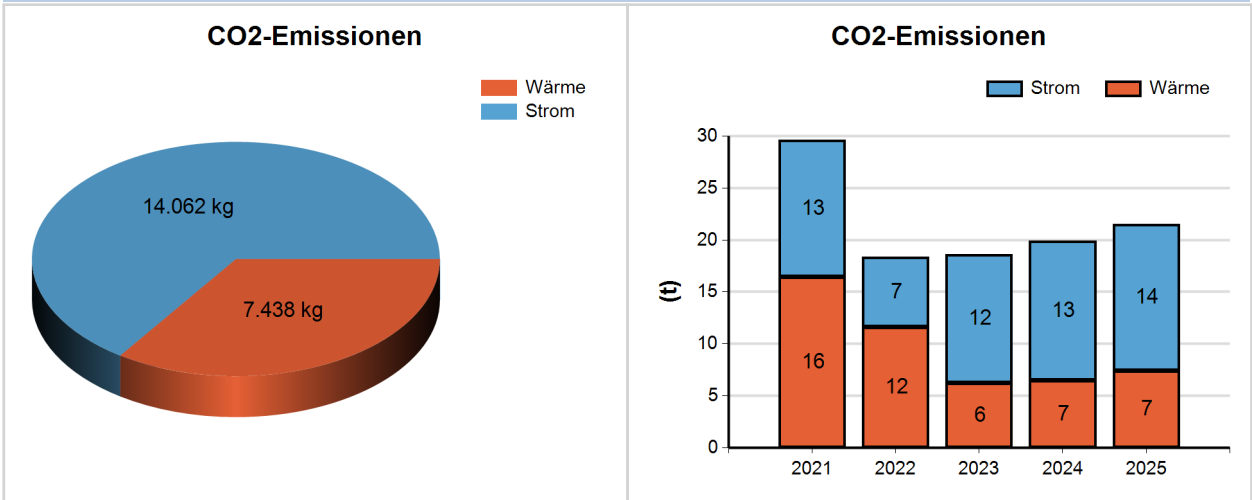 CO2-Emissionen
Wärme
Strom
14.062 kg
7.438 kg
CO2-Emissionen
Strom Wärme
(t)
30
25
20
15
10
5
0
13
16
7
12
12
6
13
7
14
7
2021 2022 2023 2024 2025